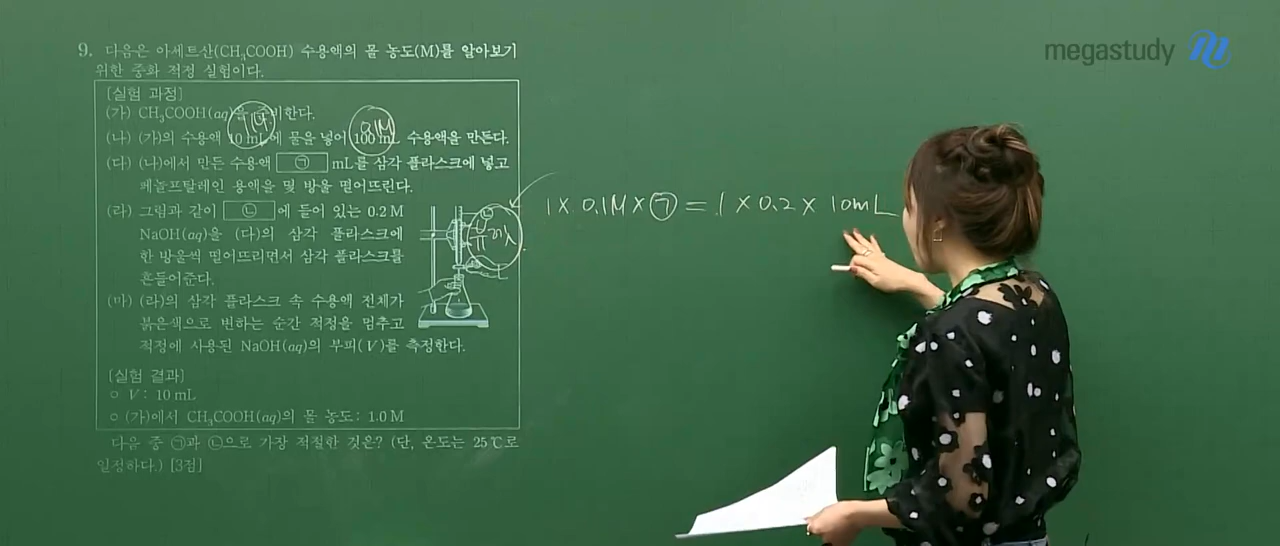 megastudy
9. 다음은 아세트산(CH₃COOH) 수용액의 몰 농도(M)를 알아보기
위한 중화 적정 실험이다.
[실험 과정]
(가) CH₃COOH(aq)을 준비한다.
1M
0.1M
(나) (가)의 수용액 10 mL에 물을 넣어 100 mL 수용액을 만든다.
(다) (나)에서 만든 수용액 ㉠ mL를 삼각 플라스크에 넣고
페놀프탈레인 용액을 몇 방울 떨어뜨린다.
(라) 그림과 같이 ㉡ 에 들어 있는 0.2 M
NaOH(aq)을 (다)의 삼각 플라스크에
한 방울씩 떨어뜨리면서 삼각 플라스크를
흔들어준다.
(마) (라)의 삼각 플라스크 속 수용액 전체가
붉은색으로 변하는 순간 적정을 멈추고
적정에 사용된 NaOH(aq)의 부피(V)를 측정한다.
㉡
[실험 결과]
○ V: 10 mL
○ (가)에서 CH₃COOH(aq)의 몰 농도: 1.0 M
다음 중 ㉠과 ㉡으로 가장 적절한 것은? (단, 온도는 25℃로
일정하다.) [3점]
1 × 0.1M × ㉠ = 1 × 0.2 × 10mL